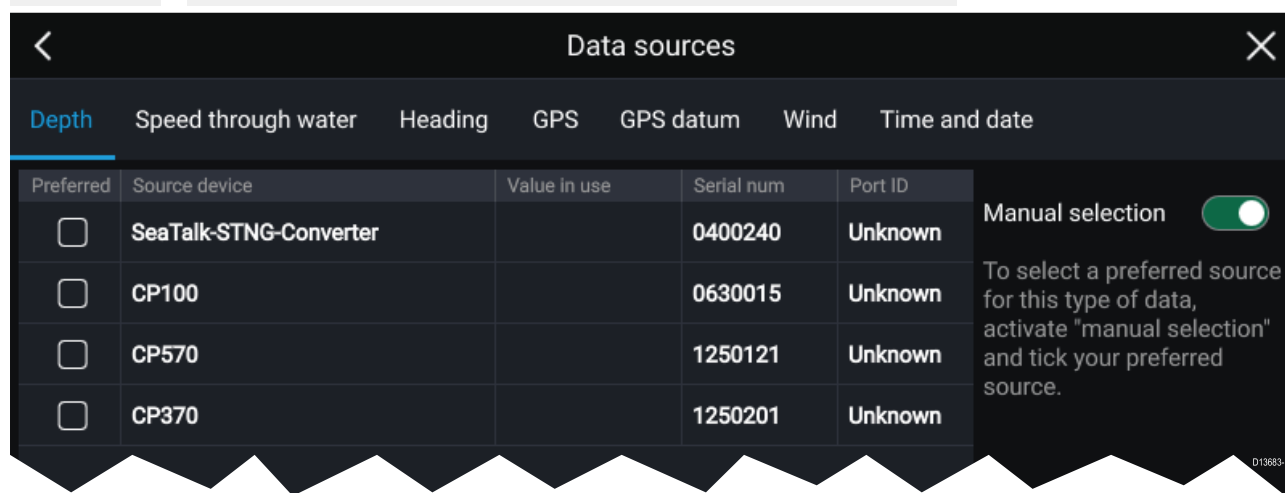 Data sources
Depth Speed through water Heading GPS GPS datum Wind Time and date
Preferred Source device Value in use Serial num Port ID
SeaTalk-STNG-Converter 0400240 Unknown
CP100 0630015 Unknown
CP570 1250121 Unknown
CP370 1250201 Unknown
Manual selection
To select a preferred source
for this type of data,
activate "manual selection"
and tick your preferred
source.
D13683-